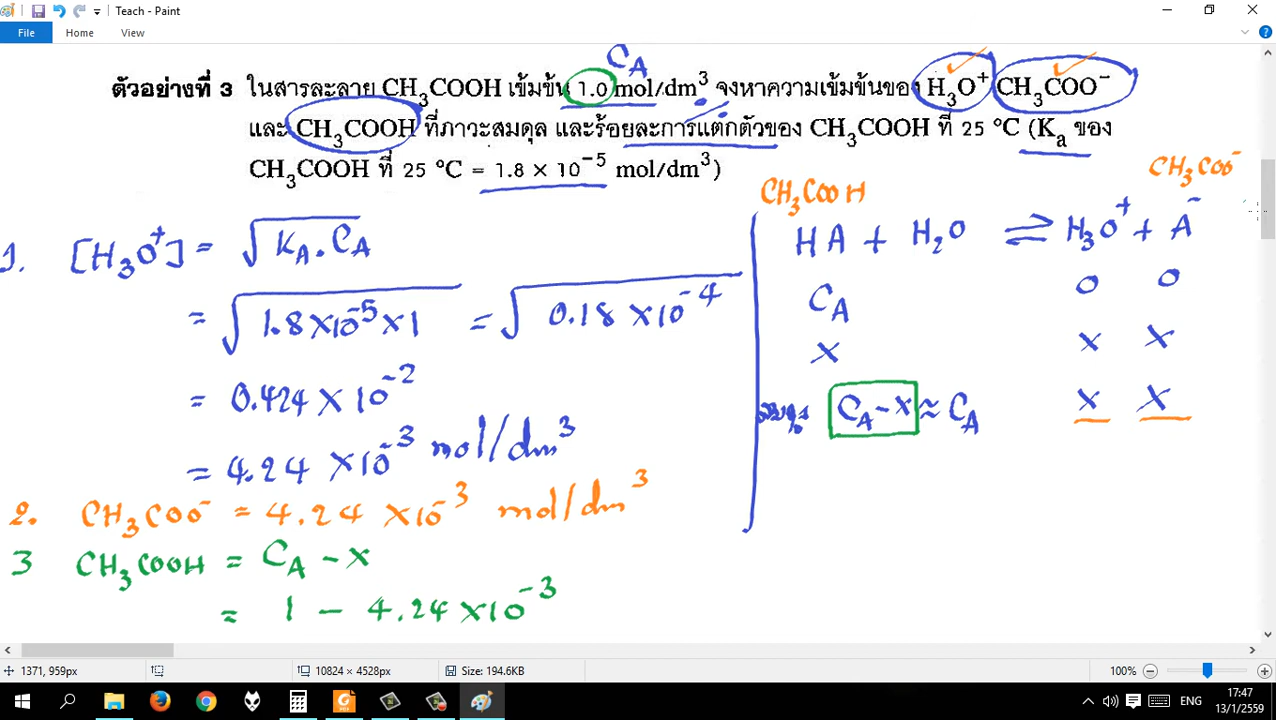 Teach - Paint
File Home View
C_A
ตัวอย่างที่ 3 ในสารละลาย CH₃COOH เข้มข้น 1.0 mol/dm³ จงหาความเข้มข้นของ H₃O⁺ CH₃COO⁻
และ CH₃COOH ที่ภาวะสมดุล และร้อยละการแตกตัวของ CH₃COOH ที่ 25 °C (Kₐ ของ
CH₃COOH ที่ 25 °C = 1.8 × 10⁻⁵ mol/dm³)
1. [H₃O⁺] = √K_A.C_A
= √1.8×10⁻⁵×1 = √0.18×10⁻⁴
= 0.424×10⁻²
= 4.24×10⁻³ mol/dm³
2. CH₃COO⁻ = 4.24×10⁻³ mol/dm³
3 CH₃COOH = C_A - x
= 1 - 4.24×10⁻³
CH₃COOH CH₃COO⁻
HA + H₂O ⇌ H₃O⁺ + A⁻
C_A 0 0
x x x
C_A-x ≈ C_A x x
1371, 959px 10824 × 4528px Size: 194.6KB 100%
ENG 17:47
13/1/2559